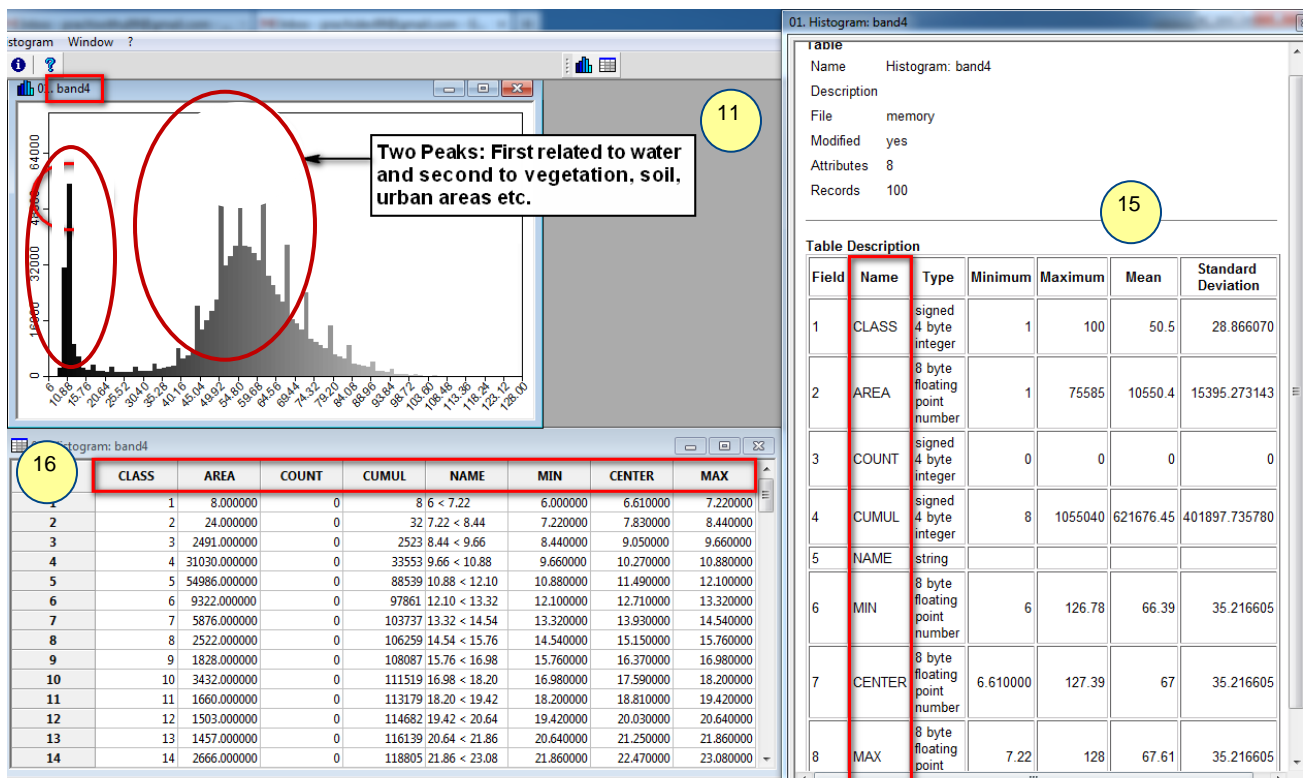 01. Histogram: band4
stogram Window ?
01. band4
11
Two Peaks: First related to water
and second to vegetation, soil,
urban areas etc.
0 16000 32000 48000 64000
6 10.88 15.76 20.64 25.52 30.40 35.28 40.16 45.04 49.92 54.80 59.68 64.56 69.44 74.32 79.20 84.08 88.96 93.84 98.72 103.60 108.48 113.36 118.24 123.12 128.00
Histogram: band4
16
CLASS AREA COUNT CUMUL NAME MIN CENTER MAX
1 1 8.000000 0 8 6 < 7.22 6.000000 6.610000 7.220000
2 2 24.000000 0 32 7.22 < 8.44 7.220000 7.830000 8.440000
3 3 2491.000000 0 2523 8.44 < 9.66 8.440000 9.050000 9.660000
4 4 31030.000000 0 33553 9.66 < 10.88 9.660000 10.270000 10.880000
5 5 54986.000000 0 88539 10.88 < 12.10 10.880000 11.490000 12.100000
6 6 9322.000000 0 97861 12.10 < 13.32 12.100000 12.710000 13.320000
7 7 5876.000000 0 103737 13.32 < 14.54 13.320000 13.930000 14.540000
8 8 2522.000000 0 106259 14.54 < 15.76 14.540000 15.150000 15.760000
9 9 1828.000000 0 108087 15.76 < 16.98 15.760000 16.370000 16.980000
10 10 3432.000000 0 111519 16.98 < 18.20 16.980000 17.590000 18.200000
11 11 1660.000000 0 113179 18.20 < 19.42 18.200000 18.810000 19.420000
12 12 1503.000000 0 114682 19.42 < 20.64 19.420000 20.030000 20.640000
13 13 1457.000000 0 116139 20.64 < 21.86 20.640000 21.250000 21.860000
14 14 2666.000000 0 118805 21.86 < 23.08 21.860000 22.470000 23.080000
Table
Name Histogram: band4
Description
File memory
Modified yes
Attributes 8
Records 100
15
Table Description
Field Name Type Minimum Maximum Mean Standard
Deviation
1 CLASS signed
4 byte
integer 1 100 50.5 28.866070
2 AREA 8 byte
floating
point
number 1 75585 10550.4 15395.273143
3 COUNT signed
4 byte
integer 0 0 0 0
4 CUMUL signed
4 byte
integer 8 1055040 621676.45 401897.735780
5 NAME string
6 MIN 8 byte
floating
point
number 6 126.78 66.39 35.216605
7 CENTER 8 byte
floating
point
number 6.610000 127.39 67 35.216605
8 MAX 8 byte
floating
point 7.22 128 67.61 35.216605